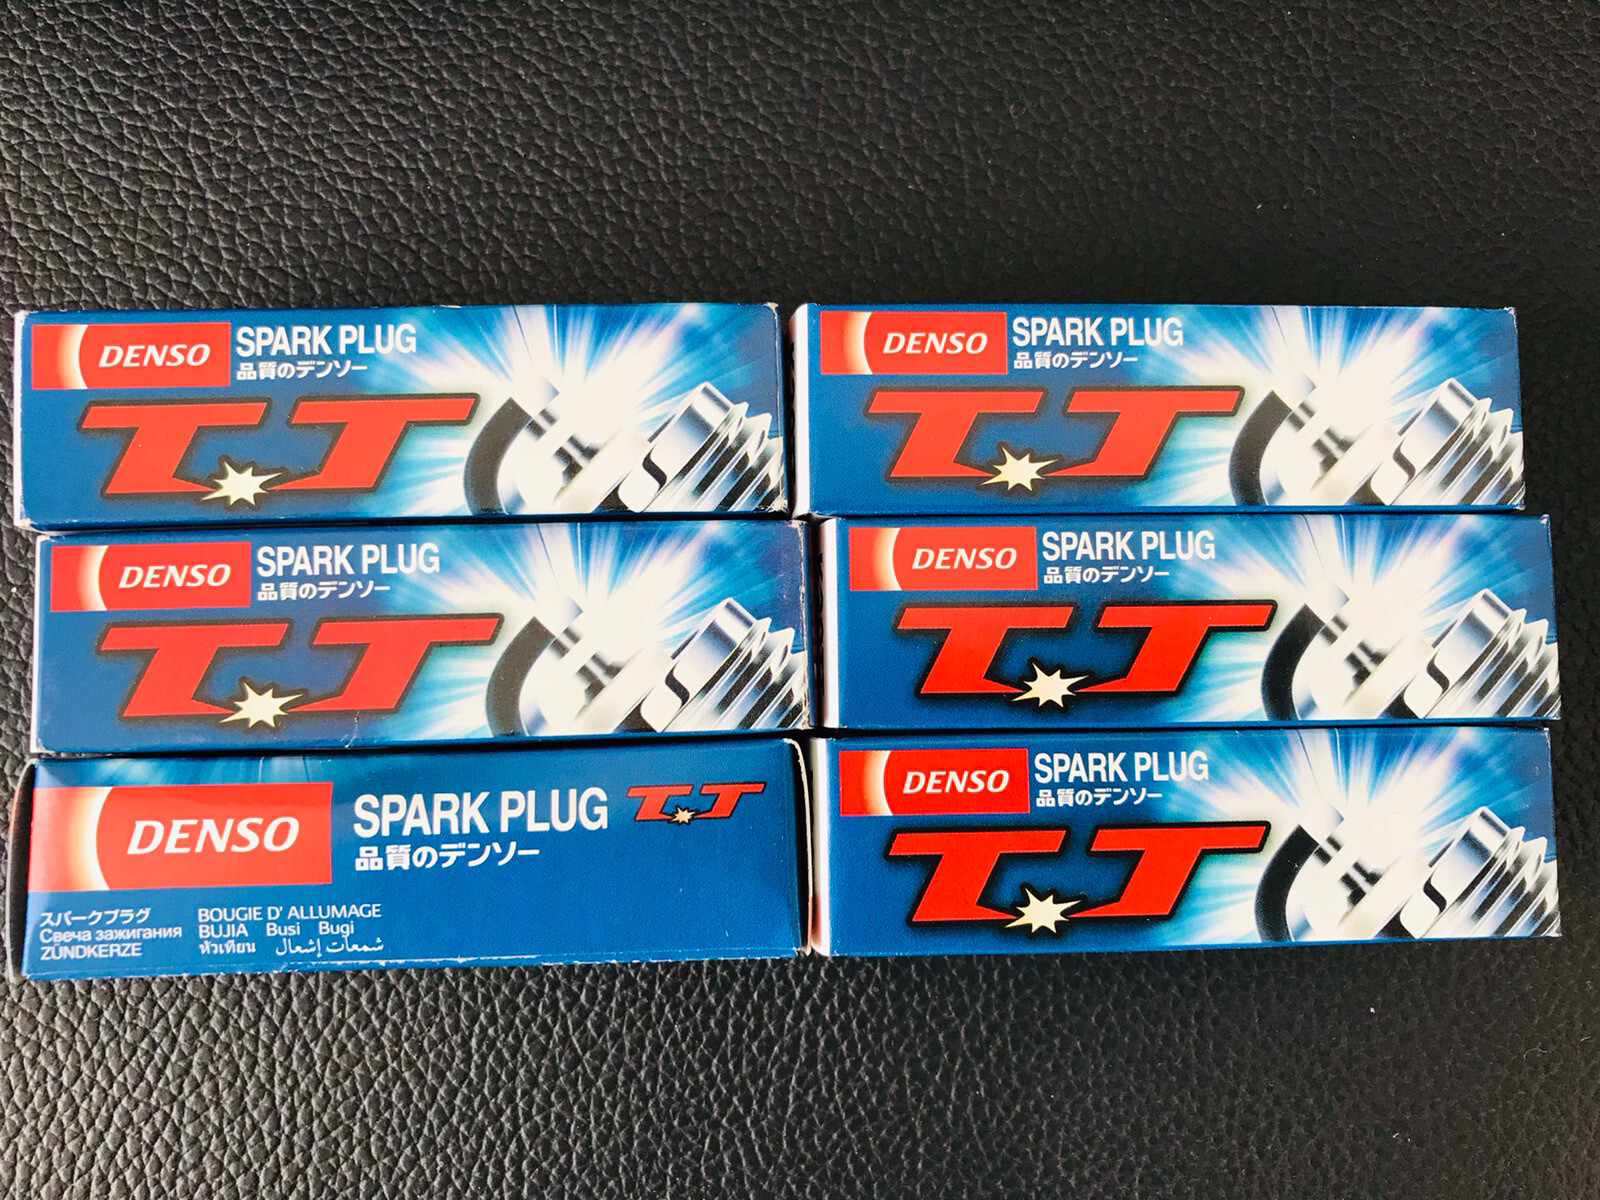 DENSO
SPARK PLUG
品質のデンソー
TT
DENSO
SPARK PLUG
品質のデンソー
TT
DENSO
SPARK PLUG
品質のデンソー
TT
DENSO
SPARK PLUG
品質のデンソー
TT
DENSO
SPARK PLUG TT
品質のデンソー
スパークプラグ BOUGIE D' ALLUMAGE
Свеча зажигания BUJIA Busi Bugi
ZÜNDKERZE หัวเทียน شمعات إشعال
DENSO
SPARK PLUG
品質のデンソー
TT